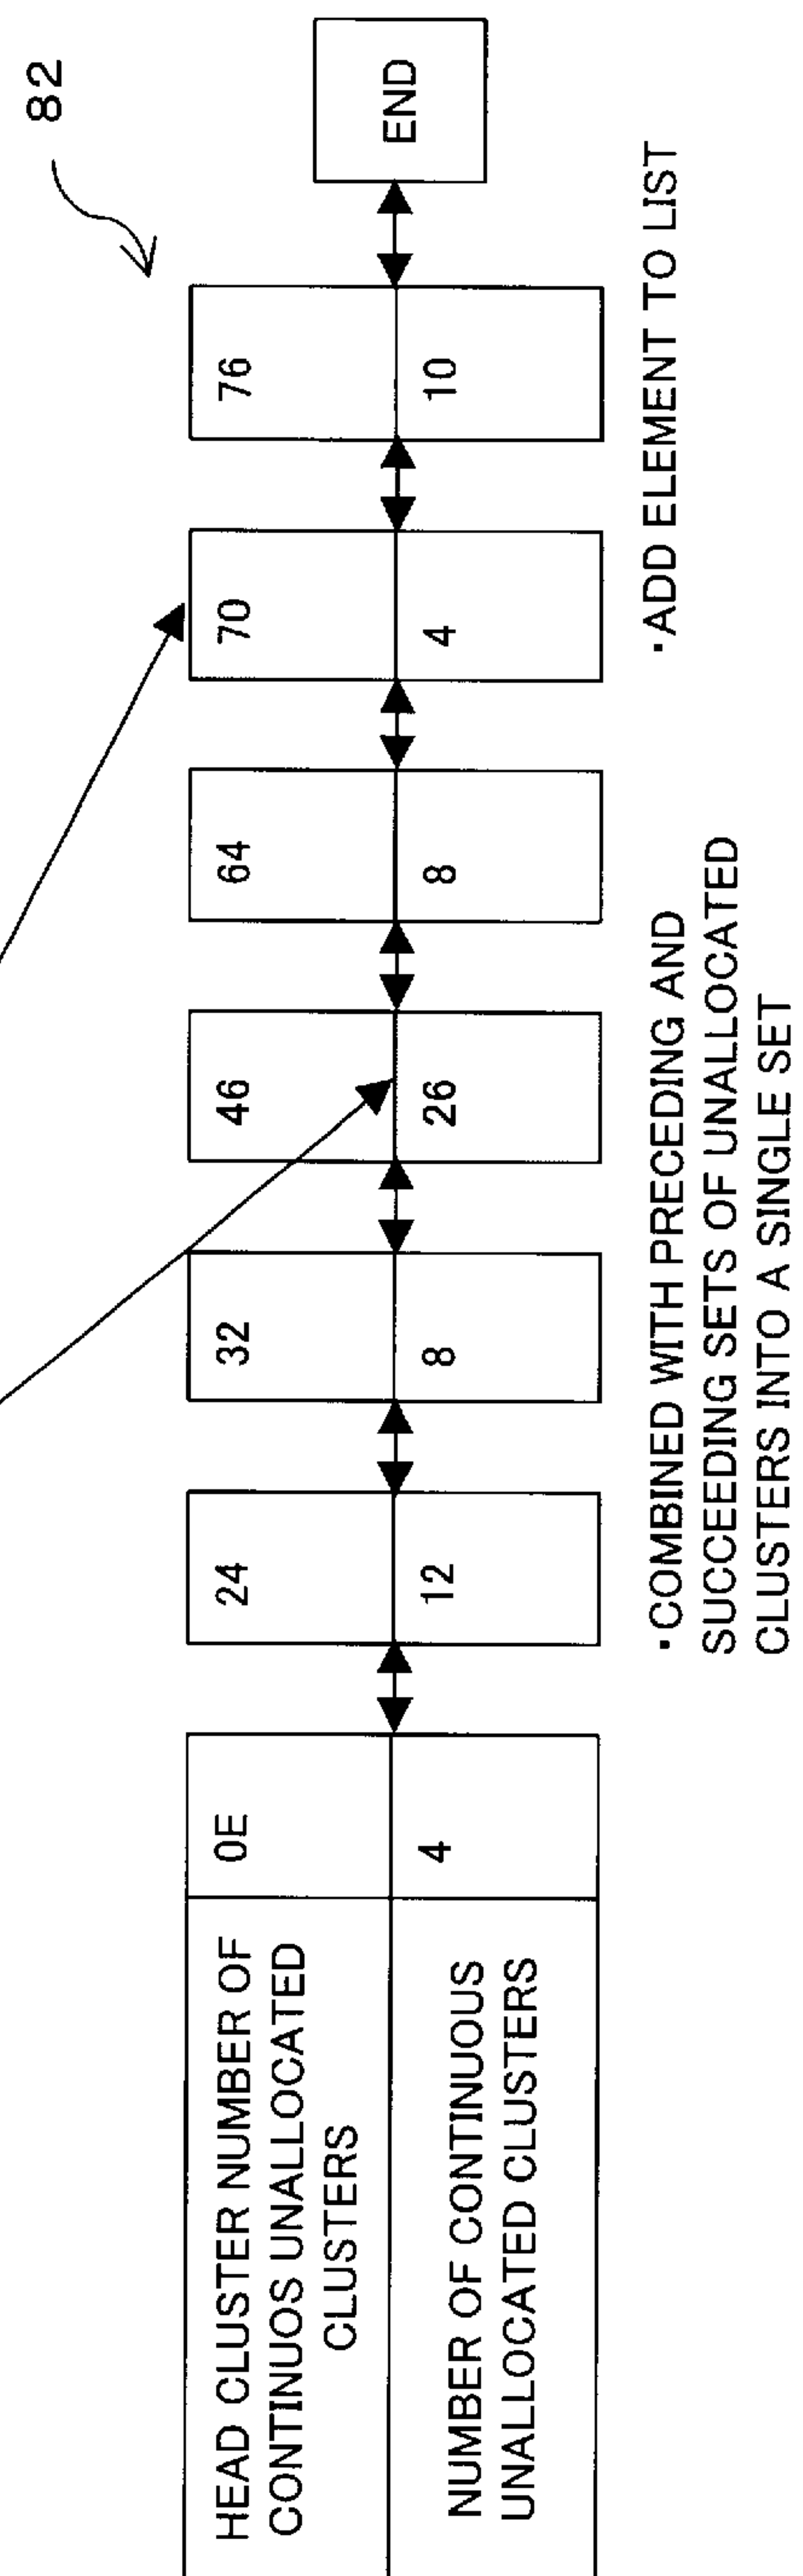 82
HEAD CLUSTER NUMBER OF
CONTINUOS UNALLOCATED
CLUSTERS
0E
24
32
46
64
70
76
END
NUMBER OF CONTINUOUS
UNALLOCATED CLUSTERS
4
12
8
26
8
4
10
・COMBINED WITH PRECEDING AND
SUCCEEDING SETS OF UNALLOCATED
CLUSTERS INTO A SINGLE SET
・ADD ELEMENT TO LIST